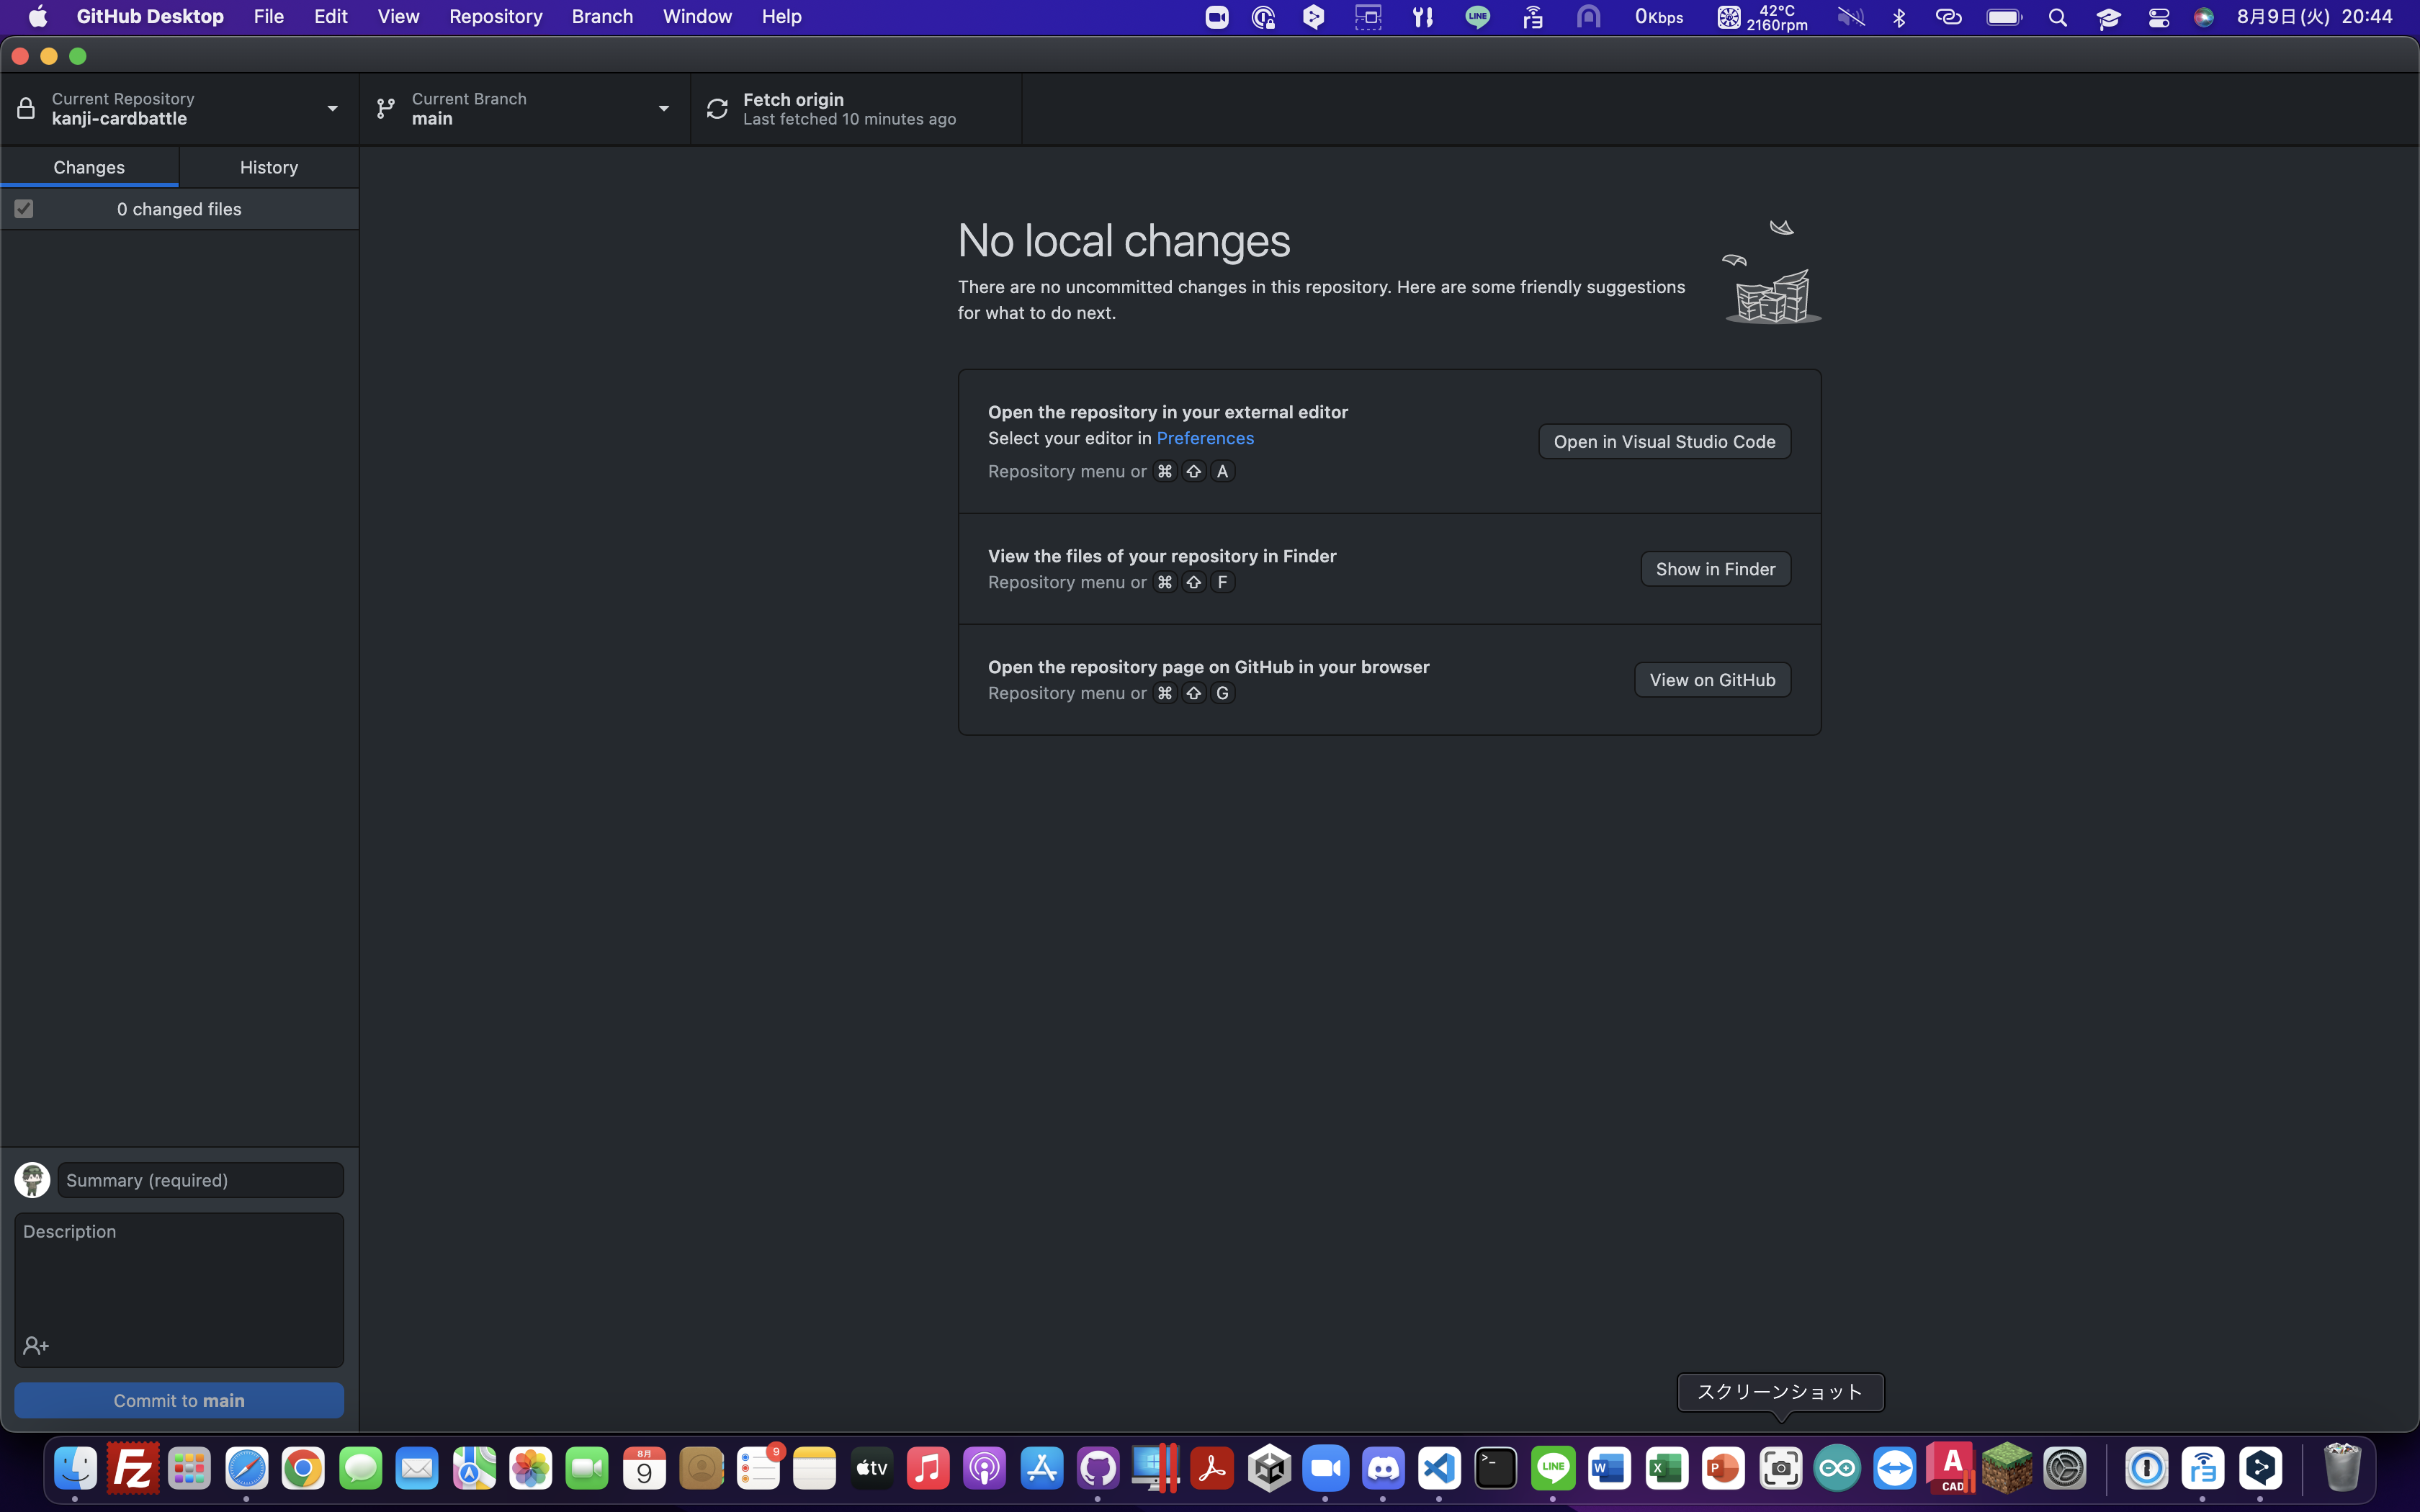 GitHub Desktop File Edit View Repository Branch Window Help
LINE
0Kbps
42°C
2160rpm
8月9日(火) 20:44
Current Repository
kanji-cardbattle
Current Branch
main
Fetch origin
Last fetched 10 minutes ago
Changes
History
0 changed files
No local changes
There are no uncommitted changes in this repository. Here are some friendly suggestions
for what to do next.
Open the repository in your external editor
Select your editor in Preferences
Repository menu or ⌘ ⇧ A
Open in Visual Studio Code
View the files of your repository in Finder
Repository menu or ⌘ ⇧ F
Show in Finder
Open the repository page on GitHub in your browser
Repository menu or ⌘ ⇧ G
View on GitHub
Summary (required)
Description
Commit to main
スクリーンショット
Fz
8月
9
9
tv
>_
LINE
W
X
P
A
CAD